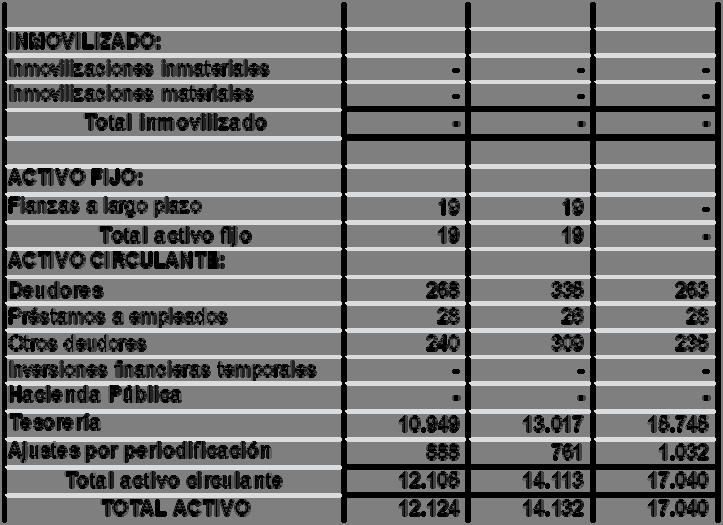 INMOVILIZADO:
Inmovilizaciones inmateriales - - -
Inmovilizaciones materiales - - -
Total inmovilizado - - -
ACTIVO FIJO:
Fianzas a largo plazo 19 19 -
Total activo fijo 19 19 -
ACTIVO CIRCULANTE:
Deudores 268 335 263
Préstamos a empleados 28 26 28
Otros deudores 240 309 235
Inversiones financieras temporales - - -
Hacienda Pública - - -
Tesorería 10.949 13.017 15.745
Ajustes por periodificación 888 761 1.032
Total activo circulante 12.105 14.113 17.040
TOTAL ACTIVO 12.124 14.132 17.040